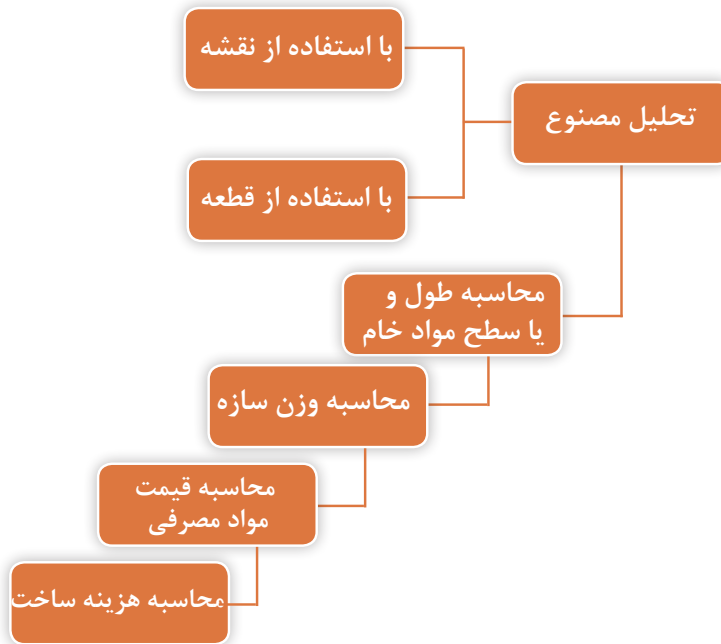 با استفاده از نقشه
تحلیل مصنوع
با استفاده از قطعه
محاسبه طول و
یا سطح مواد خام
محاسبه وزن سازه
محاسبه قیمت
مواد مصرفی
محاسبه هزینه ساخت